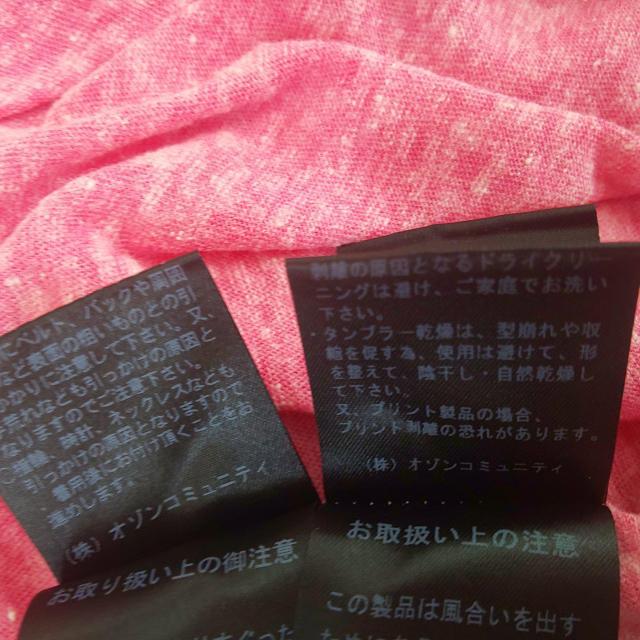 にベルト、バックや
など表面の粗いものとの引
に注意して下さい。又、
引っかけの原因と
なりますのでご注意下さい。
、時計、ネックレスなども
引っかけの原因となりますので
着用後にお付け頂くことをお
薦めします。
(株)オゾンコミュニティ
お取り扱い上の御注意
剥離の原因となるドライクリー
ニングは避け、ご家庭でお洗い
下さい。
・タンブラー乾燥は、型崩れや収
縮を促す為、使用は避けて、形
を整えて、陰干し・自然乾燥し
て下さい。
又、プリント製品の場合、
プリント剥離の恐れがあります。
(株)オゾンコミュニティ
お取扱い上の注意
この製品は風合いを出す